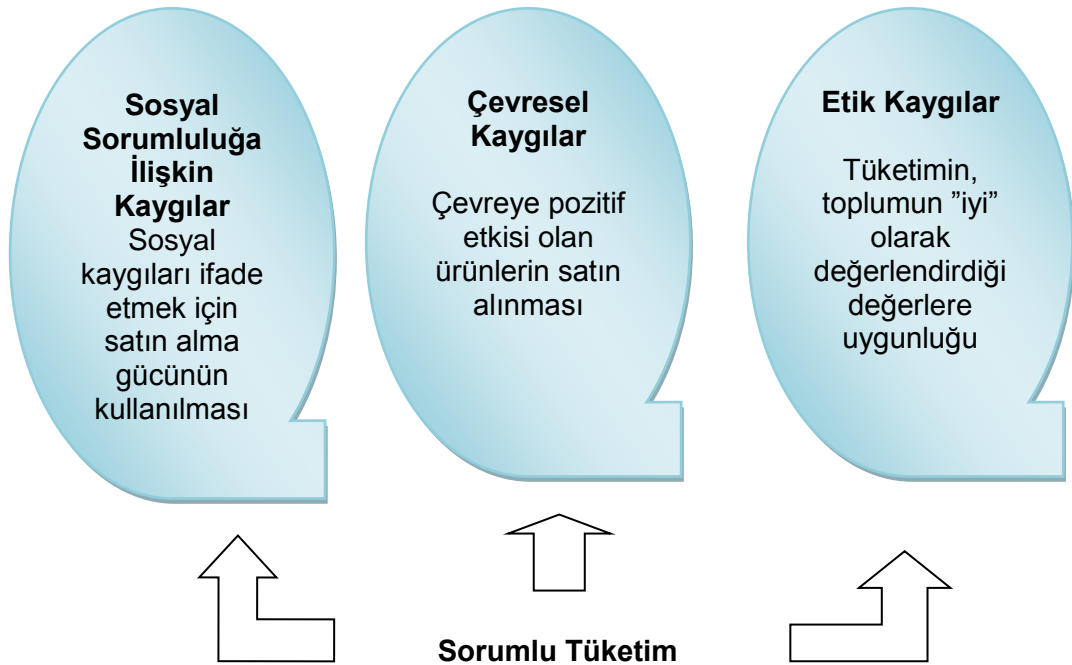 Sosyal
Sorumluluğa
İlişkin
Kaygılar
Sosyal
kaygıları ifade
etmek için
satın alma
gücünün
kullanılması
Çevresel
Kaygılar
Çevreye pozitif
etkisi olan
ürünlerin satın
alınması
Etik Kaygılar
Tüketimin,
toplumun ”iyi”
olarak
değerlendirdiği
değerlere
uygunluğu
Sorumlu Tüketim